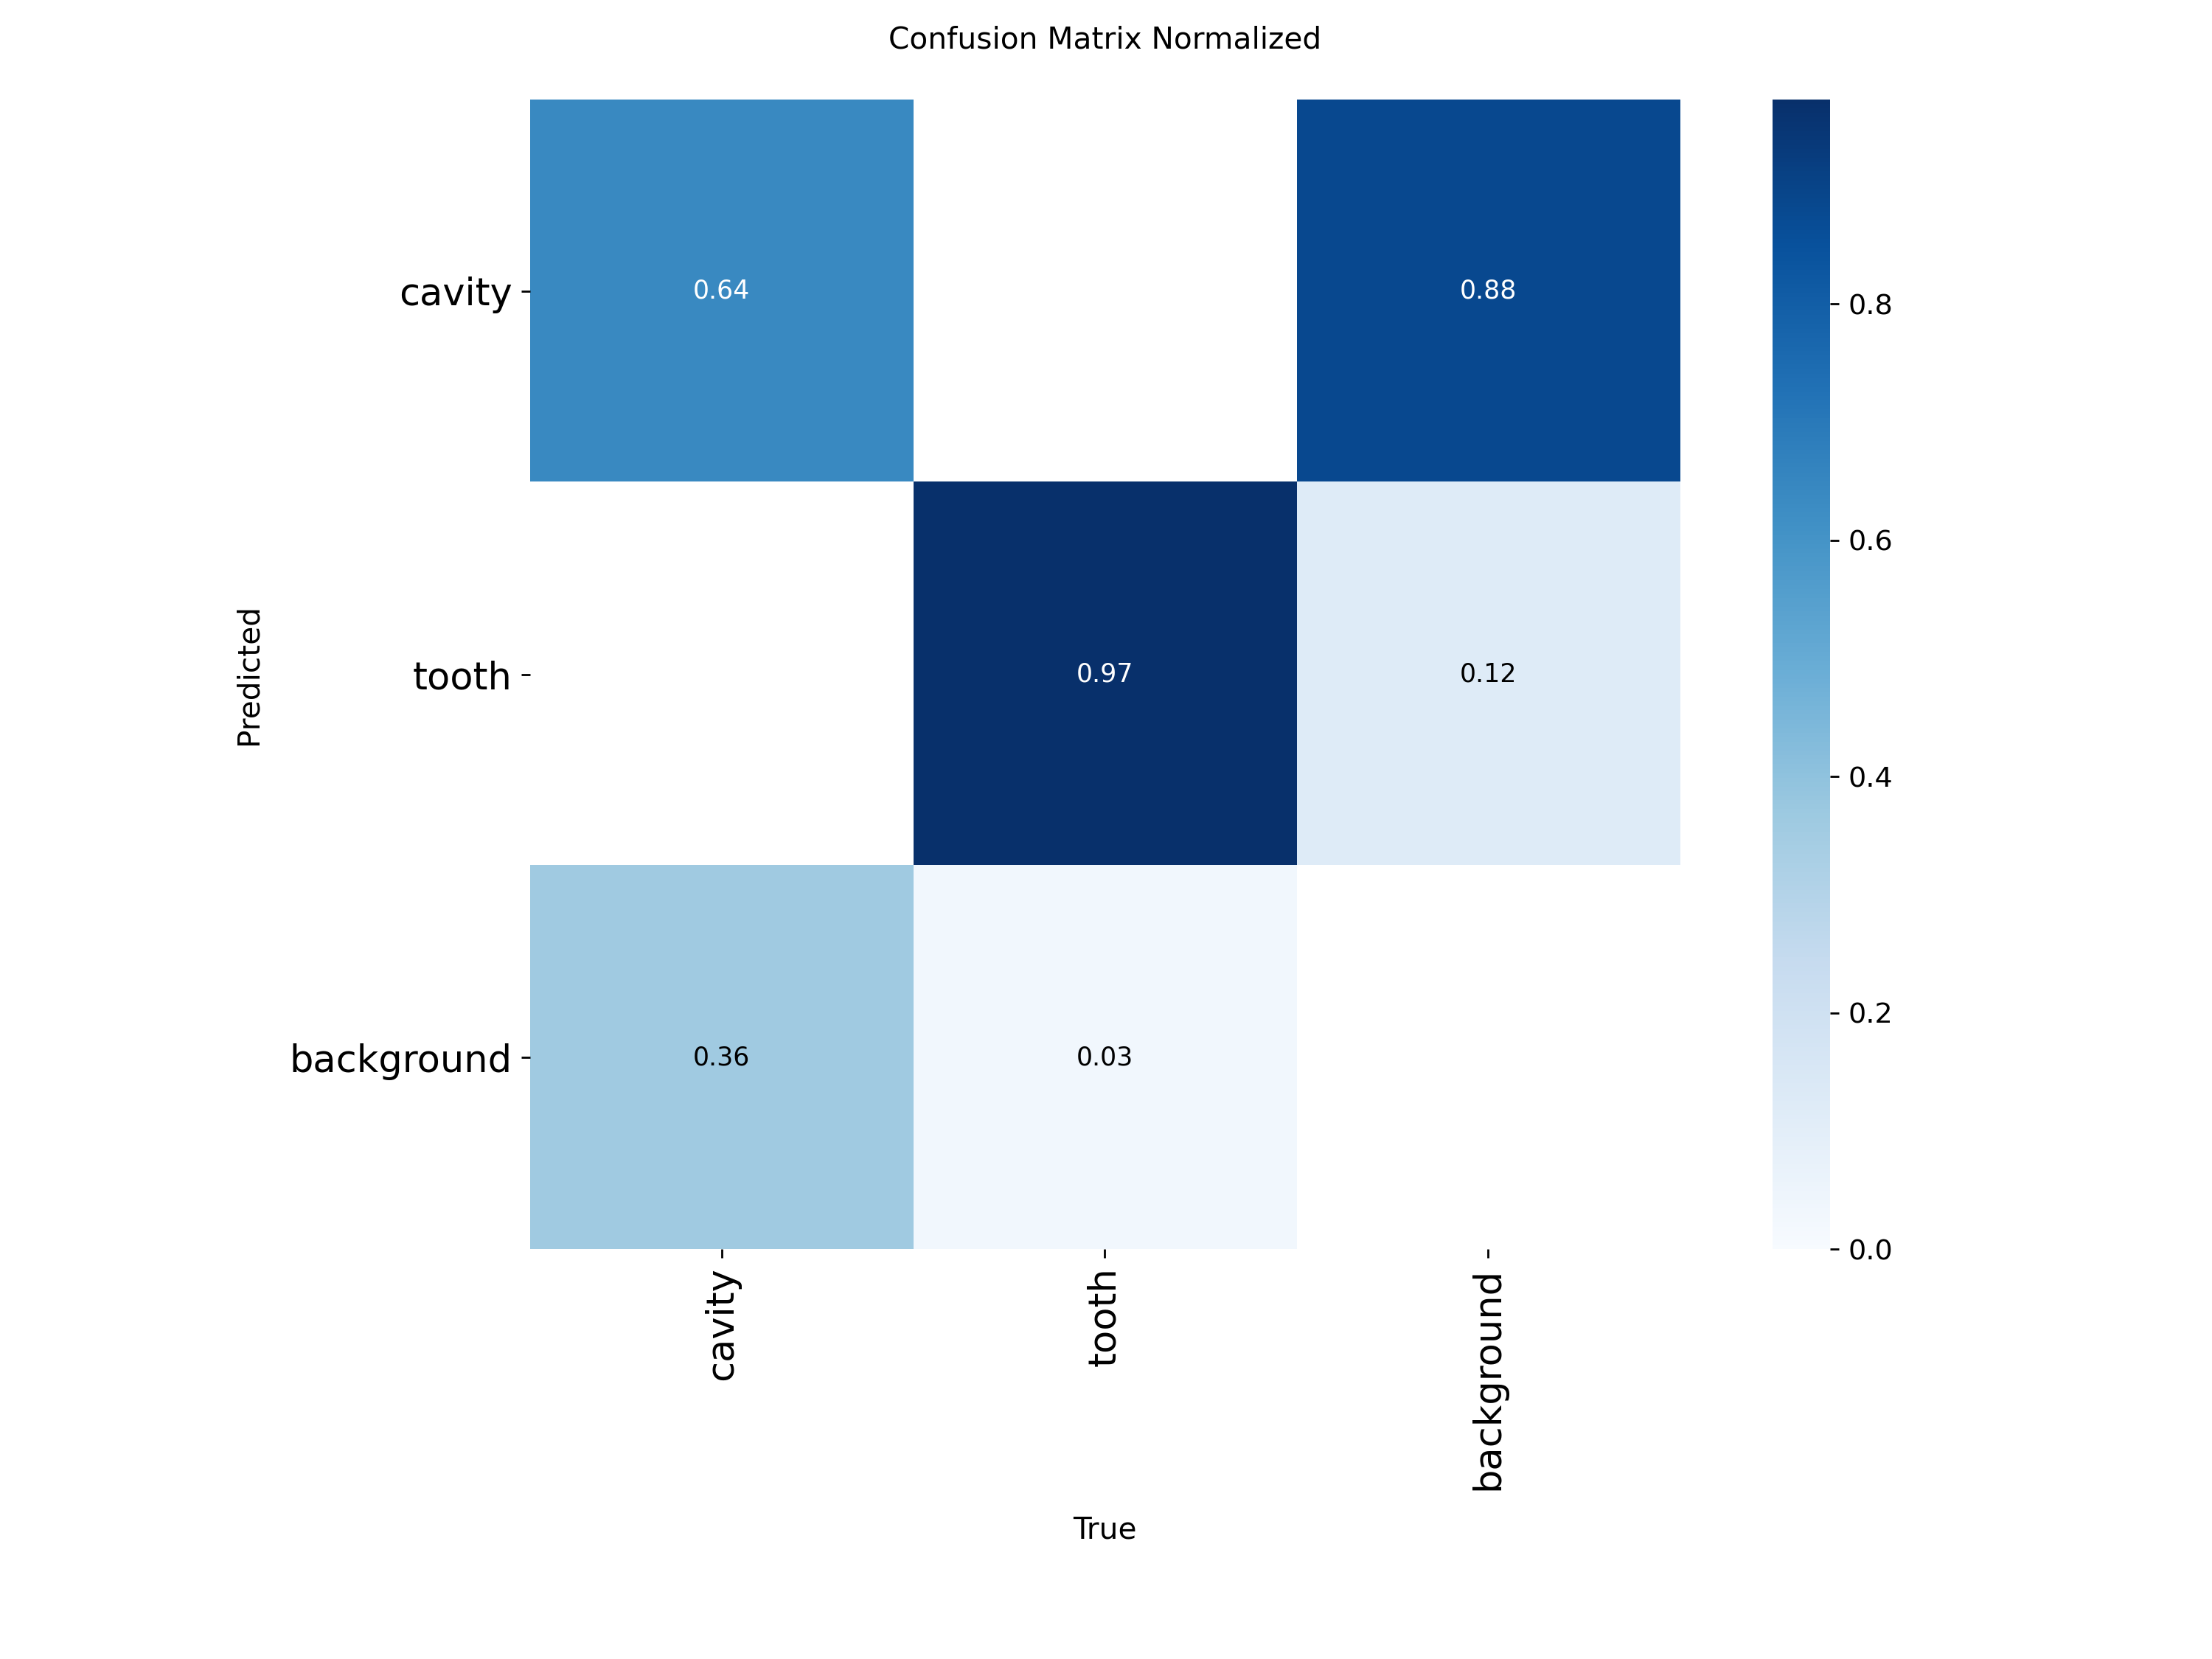 Confusion Matrix Normalized
cavity
0.64
0.88
0.8
0.6
Predicted
tooth
0.97
0.12
0.4
background
0.36
0.03
0.2
0.0
cavity
tooth
background
True